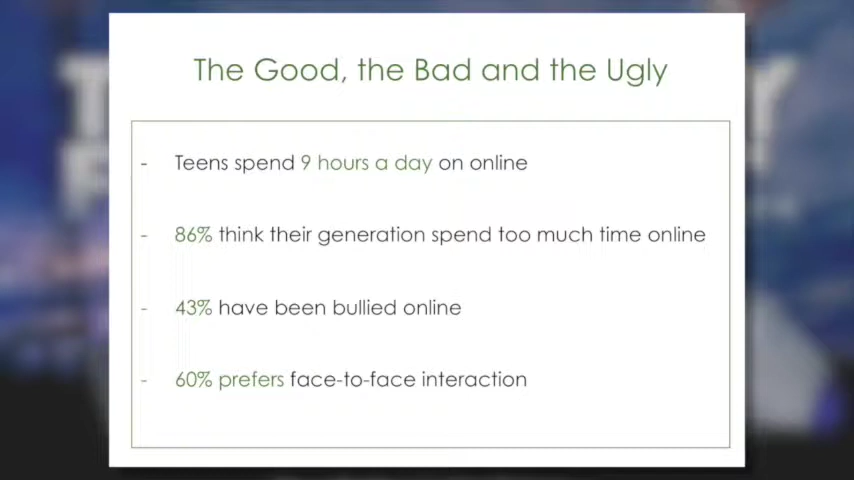 The Good, the Bad and the Ugly
- Teens spend 9 hours a day on online
- 86% think their generation spend too much time online
- 43% have been bullied online
- 60% prefers face-to-face interaction